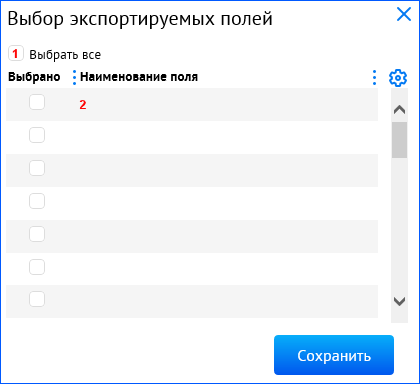 Выбор экспортируемых полей
1 Выбрать все
Выбрано Наименование поля
2
Сохранить